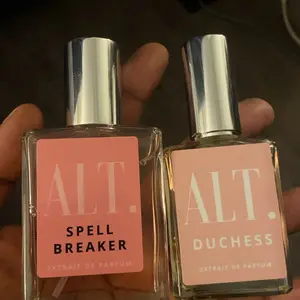 ALT.
SPELL
BREAKER
EXTRAIT DE PARFUM
ALT.
DUCHESS
EXTRAIT DE PARFUM